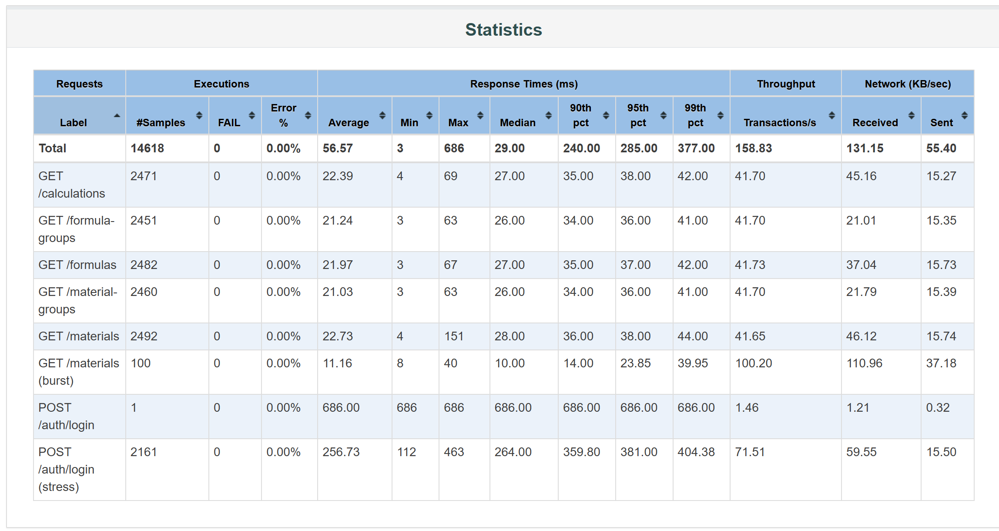 Statistics
Requests Executions Response Times (ms) Throughput Network (KB/sec)
Label #Samples FAIL Error % Average Min Max Median 90th pct 95th pct 99th pct Transactions/s Received Sent
Total 14618 0 0.00% 56.57 3 686 29.00 240.00 285.00 377.00 158.83 131.15 55.40
GET /calculations 2471 0 0.00% 22.39 4 69 27.00 35.00 38.00 42.00 41.70 45.16 15.27
GET /formula-groups 2451 0 0.00% 21.24 3 63 26.00 34.00 36.00 41.00 41.70 21.01 15.35
GET /formulas 2482 0 0.00% 21.97 3 67 27.00 35.00 37.00 42.00 41.73 37.04 15.73
GET /material-groups 2460 0 0.00% 21.03 3 63 26.00 34.00 36.00 41.00 41.70 21.79 15.39
GET /materials 2492 0 0.00% 22.73 4 151 28.00 36.00 38.00 44.00 41.65 46.12 15.74
GET /materials (burst) 100 0 0.00% 11.16 8 40 10.00 14.00 23.85 39.95 100.20 110.96 37.18
POST /auth/login 1 0 0.00% 686.00 686 686 686.00 686.00 686.00 686.00 1.46 1.21 0.32
POST /auth/login (stress) 2161 0 0.00% 256.73 112 463 264.00 359.80 381.00 404.38 71.51 59.55 15.50